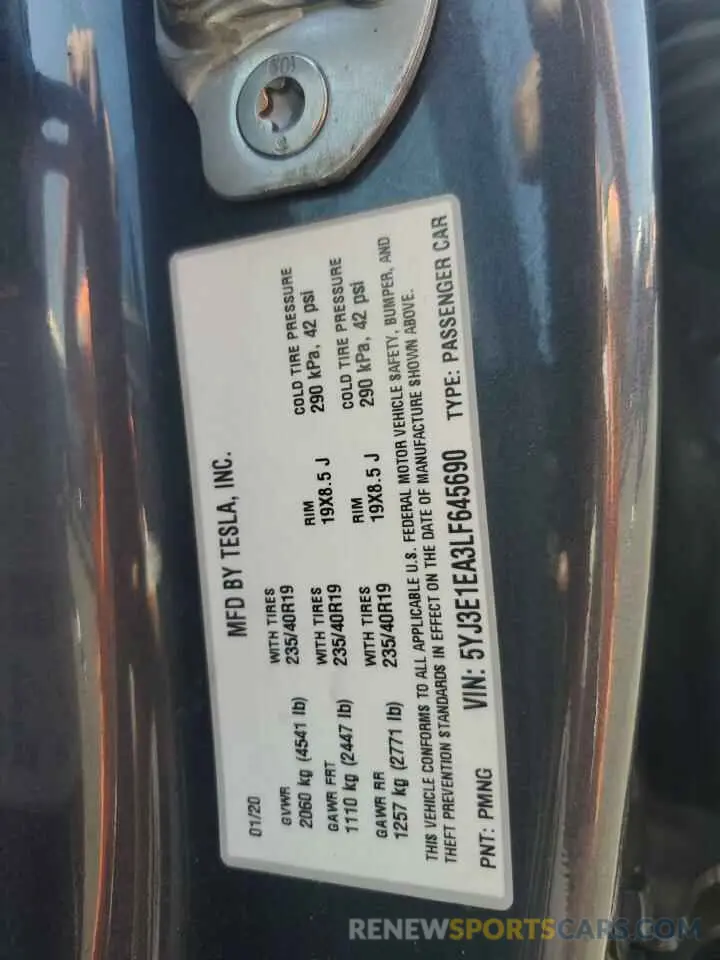 MFD BY TESLA, INC.
01/20
GVWR WITH TIRES COLD TIRE PRESSURE
2060 kg (4541 lb) 235/40R19 RIM 290 kPa, 42 psi
19X8.5 J
GAWR FRT WITH TIRES COLD TIRE PRESSURE
1110 kg (2447 lb) 235/40R19 RIM 290 kPa, 42 psi
19X8.5 J
GAWR RR WITH TIRES
1257 kg (2771 lb) 235/40R19
THIS VEHICLE CONFORMS TO ALL APPLICABLE U.S. FEDERAL MOTOR VEHICLE SAFETY, BUMPER, AND
THEFT PREVENTION STANDARDS IN EFFECT ON THE DATE OF MANUFACTURE SHOWN ABOVE.
PNT: PMNG VIN: 5YJ3E1EA3LF645690 TYPE: PASSENGER CAR
RENEWSPORTSCARS.COM